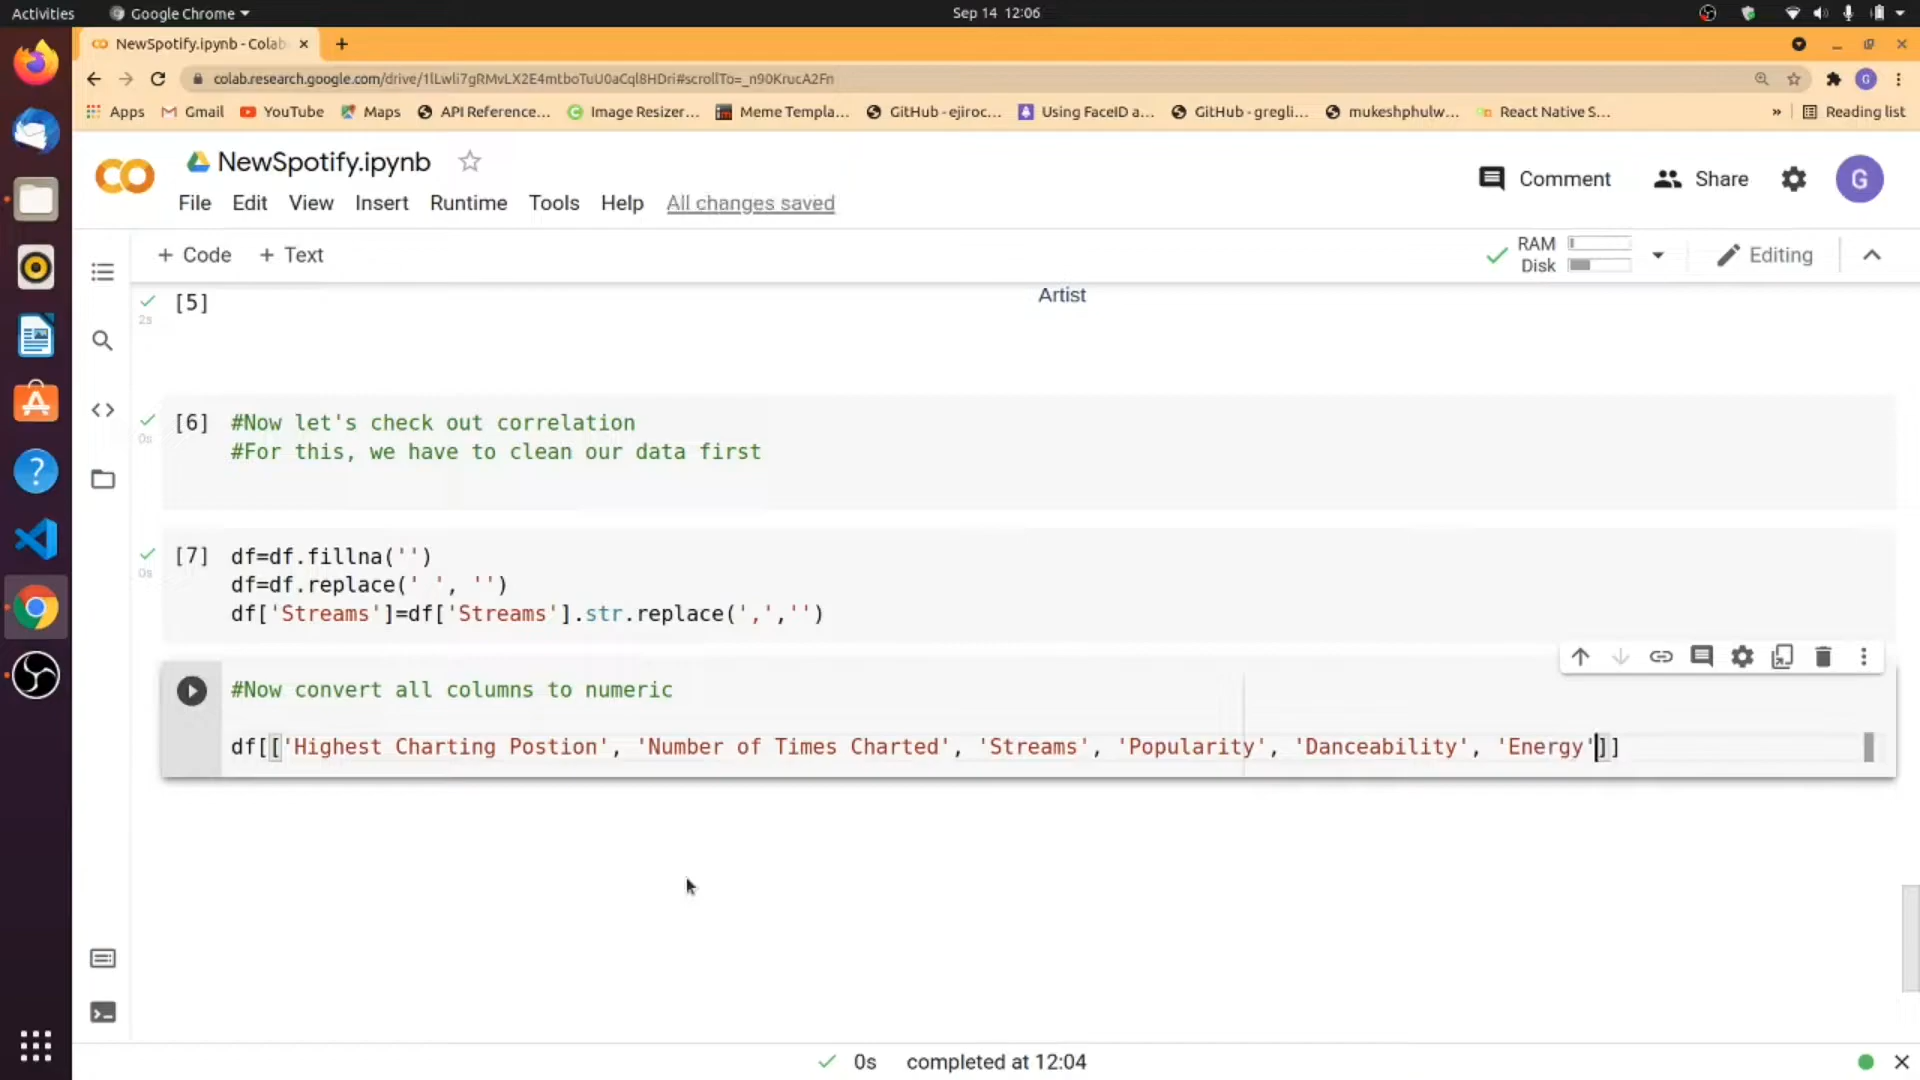 Activities
Google Chrome
Sep 14 12:06
NewSpotify.ipynb - Colab
colab.research.google.com/drive/1lLwli7gRMvLX2E4mtboTuU0aCql8HDri#scrollTo=_n90KrucA2Fn
Apps
Gmail
YouTube
Maps
API Reference...
Image Resizer...
Meme Templa...
GitHub - ejiroc...
Using FaceID a...
GitHub - gregli...
mukeshphulw...
React Native S...
»
Reading list
NewSpotify.ipynb
Comment
Share
G
File Edit View Insert Runtime Tools Help All changes saved
+ Code + Text
RAM
Disk
Editing
[5]
2s
Artist
[6]
0s
#Now let's check out correlation
#For this, we have to clean our data first
[7]
0s
df=df.fillna('')
df=df.replace(' ', '')
df['Streams']=df['Streams'].str.replace(',','')
#Now convert all columns to numeric
df[['Highest Charting Postion', 'Number of Times Charted', 'Streams', 'Popularity', 'Danceability', 'Energy']]
0s completed at 12:04